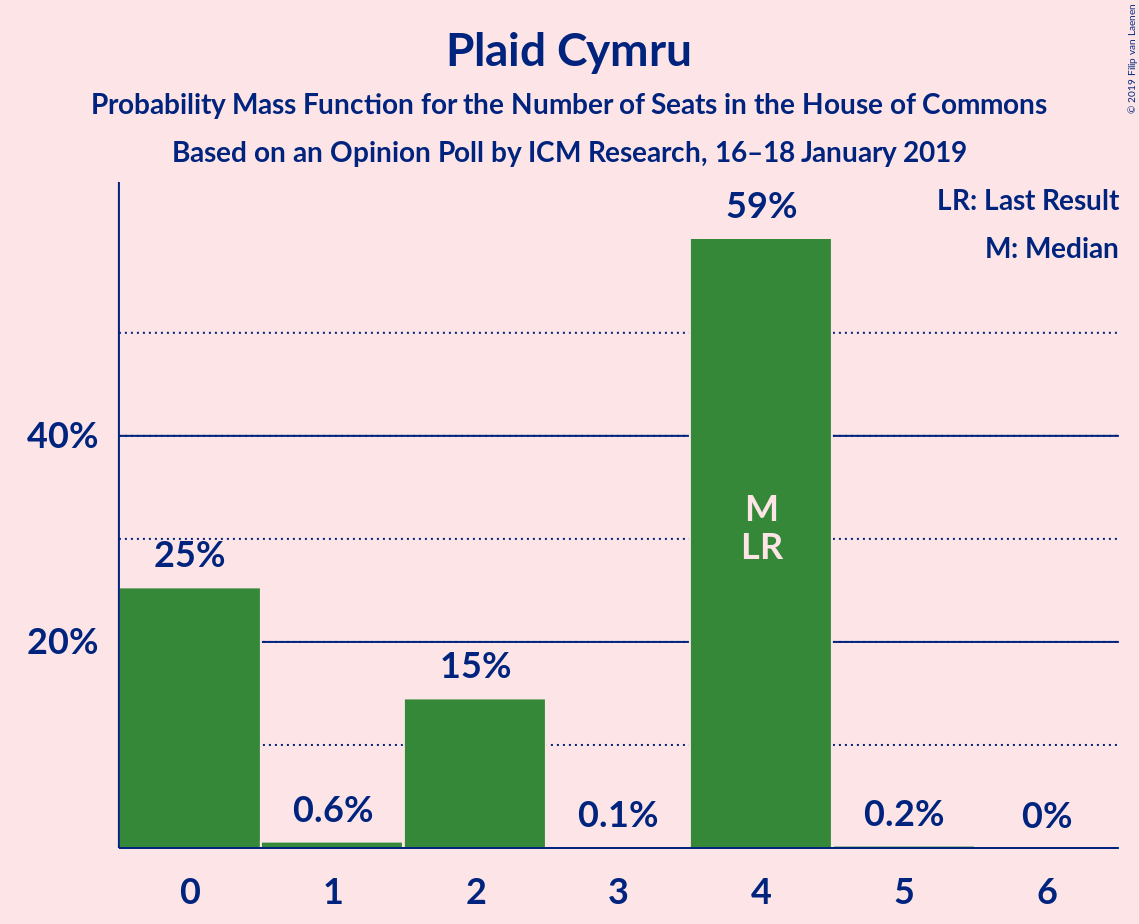 Plaid Cymru
Probability Mass Function for the Number of Seats in the House of Commons
Based on an Opinion Poll by ICM Research, 16–18 January 2019
© 2019 Filip van Laenen
LR: Last Result
M: Median
59%
40%
M
LR
25%
20%
15%
0.6%
0.1%
0.2%
0%
0 1 2 3 4 5 6